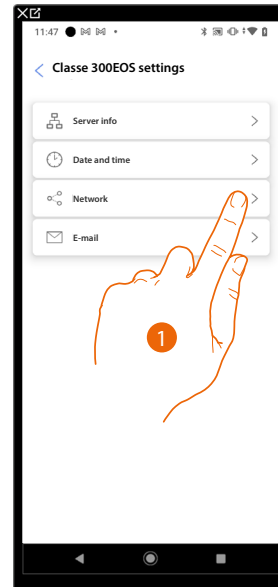 11:47
Classe 300EOS settings
Server info
Date and time
Network
E-mail
1